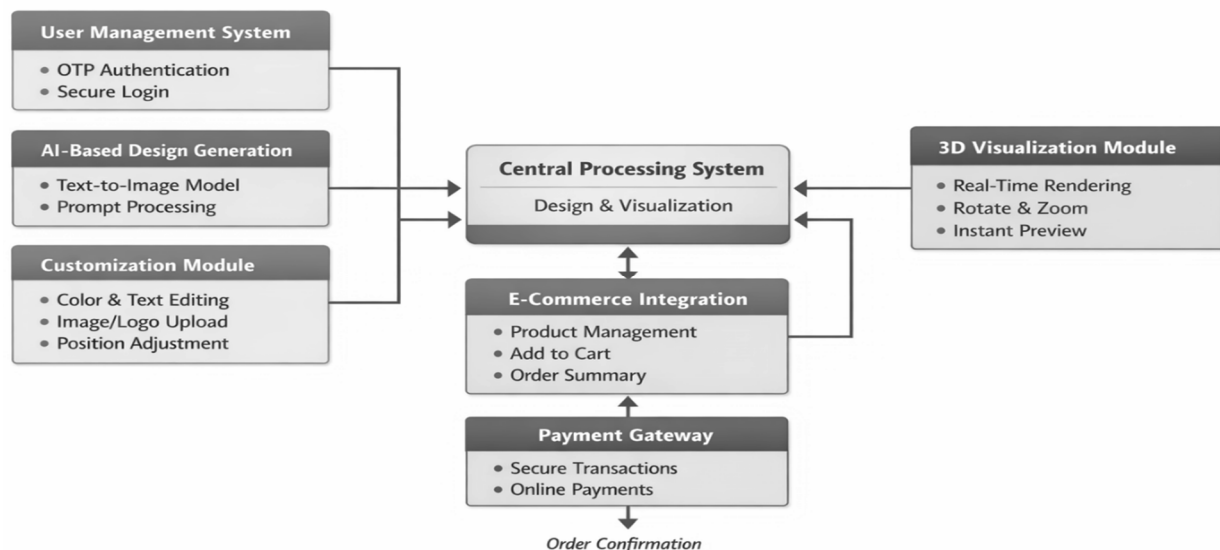 User Management System
• OTP Authentication
• Secure Login
AI-Based Design Generation
• Text-to-Image Model
• Prompt Processing
Customization Module
• Color & Text Editing
• Image/Logo Upload
• Position Adjustment
Central Processing System
Design & Visualization
E-Commerce Integration
• Product Management
• Add to Cart
• Order Summary
Payment Gateway
• Secure Transactions
• Online Payments
Order Confirmation
3D Visualization Module
• Real-Time Rendering
• Rotate & Zoom
• Instant Preview